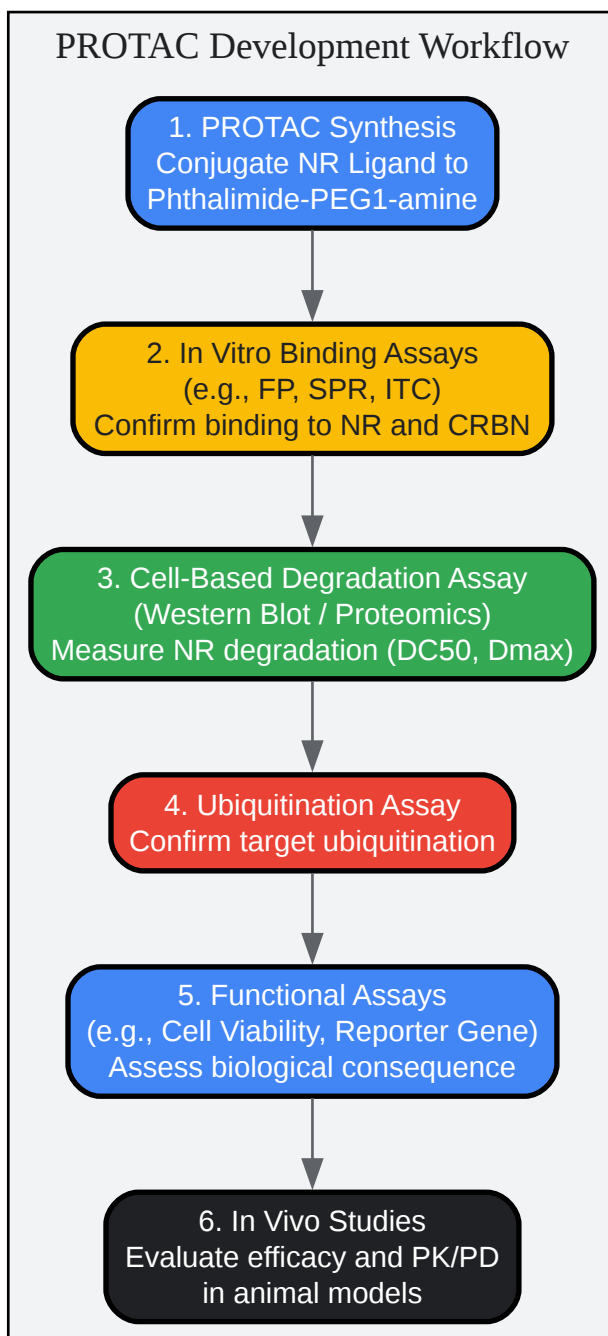 PROTAC Development Workflow
1. PROTAC Synthesis
Conjugate NR Ligand to
Phthalimide-PEG1-amine
2. In Vitro Binding Assays
(e.g., FP, SPR, ITC)
Confirm binding to NR and CRBN
3. Cell-Based Degradation Assay
(Western Blot / Proteomics)
Measure NR degradation (DC50, Dmax)
4. Ubiquitination Assay
Confirm target ubiquitination
5. Functional Assays
(e.g., Cell Viability, Reporter Gene)
Assess biological consequence
6. In Vivo Studies
Evaluate efficacy and PK/PD
in animal models